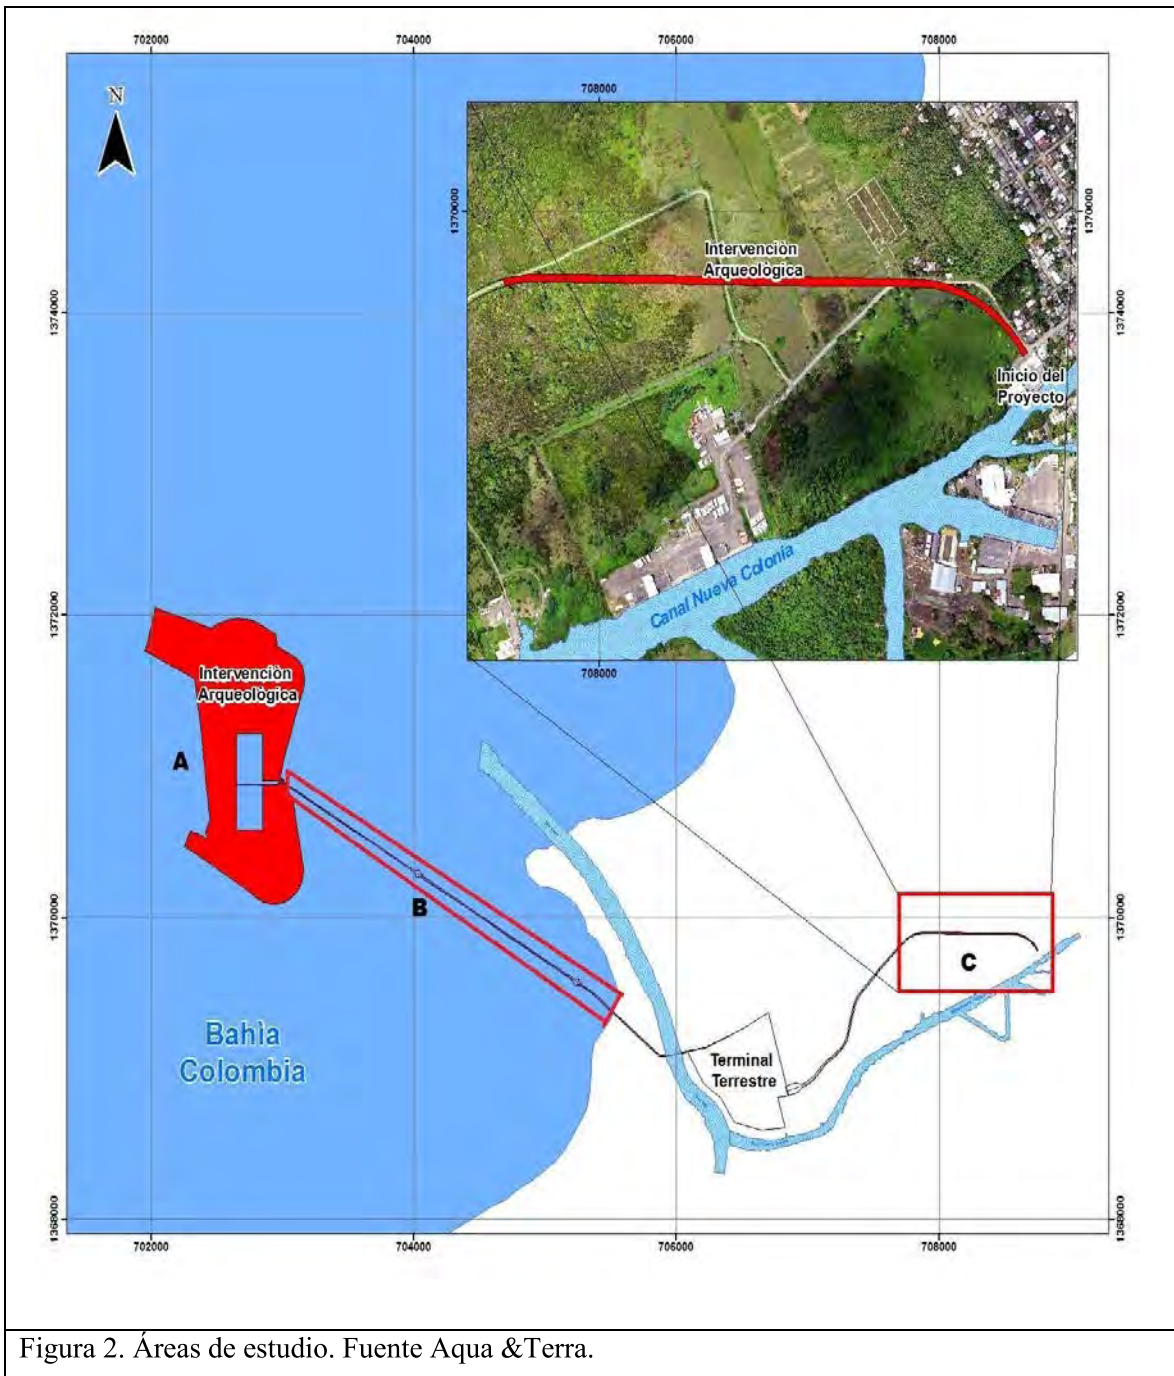 702000
704000
706000
708000
N
708000
1370000
1370000
Intervenciòn
Arqueològica
1374000
1374000
Inicio del
Proyecto
Canal Nueva Colonia
708000
1372000
1372000
Intervenciòn
Arqueològica
A
B
1370000
1370000
C
Bahìa
Colombia
Terminal
Terrestre
1368000
1368000
702000
704000
706000
708000
Figura 2. Áreas de estudio. Fuente Aqua &Terra.